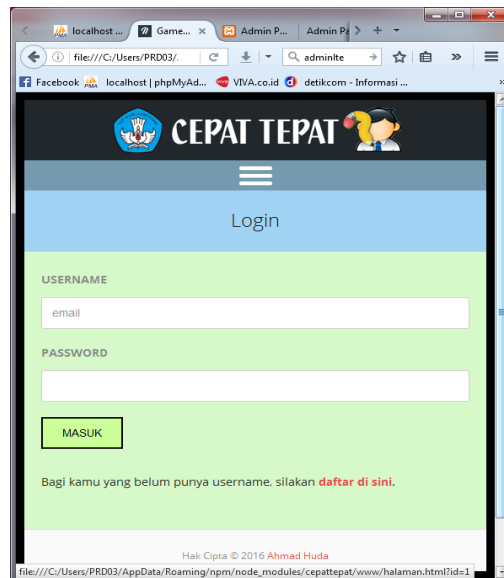 localhost ...
Game...
Admin P...
Admin Pa
file:///C:/Users/PRD03/.
adminlte
Facebook
localhost | phpMyAd...
VIVA.co.id
detikcom - Informasi ...
CEPAT TEPAT
Login
USERNAME
email
PASSWORD
MASUK
Bagi kamu yang belum punya username, silakan daftar di sini.
Hak Cipta © 2016 Ahmad Huda
file:///C:/Users/PRD03/AppData/Roaming/npm/node_modules/cepattepat/www/halaman.html?id=1